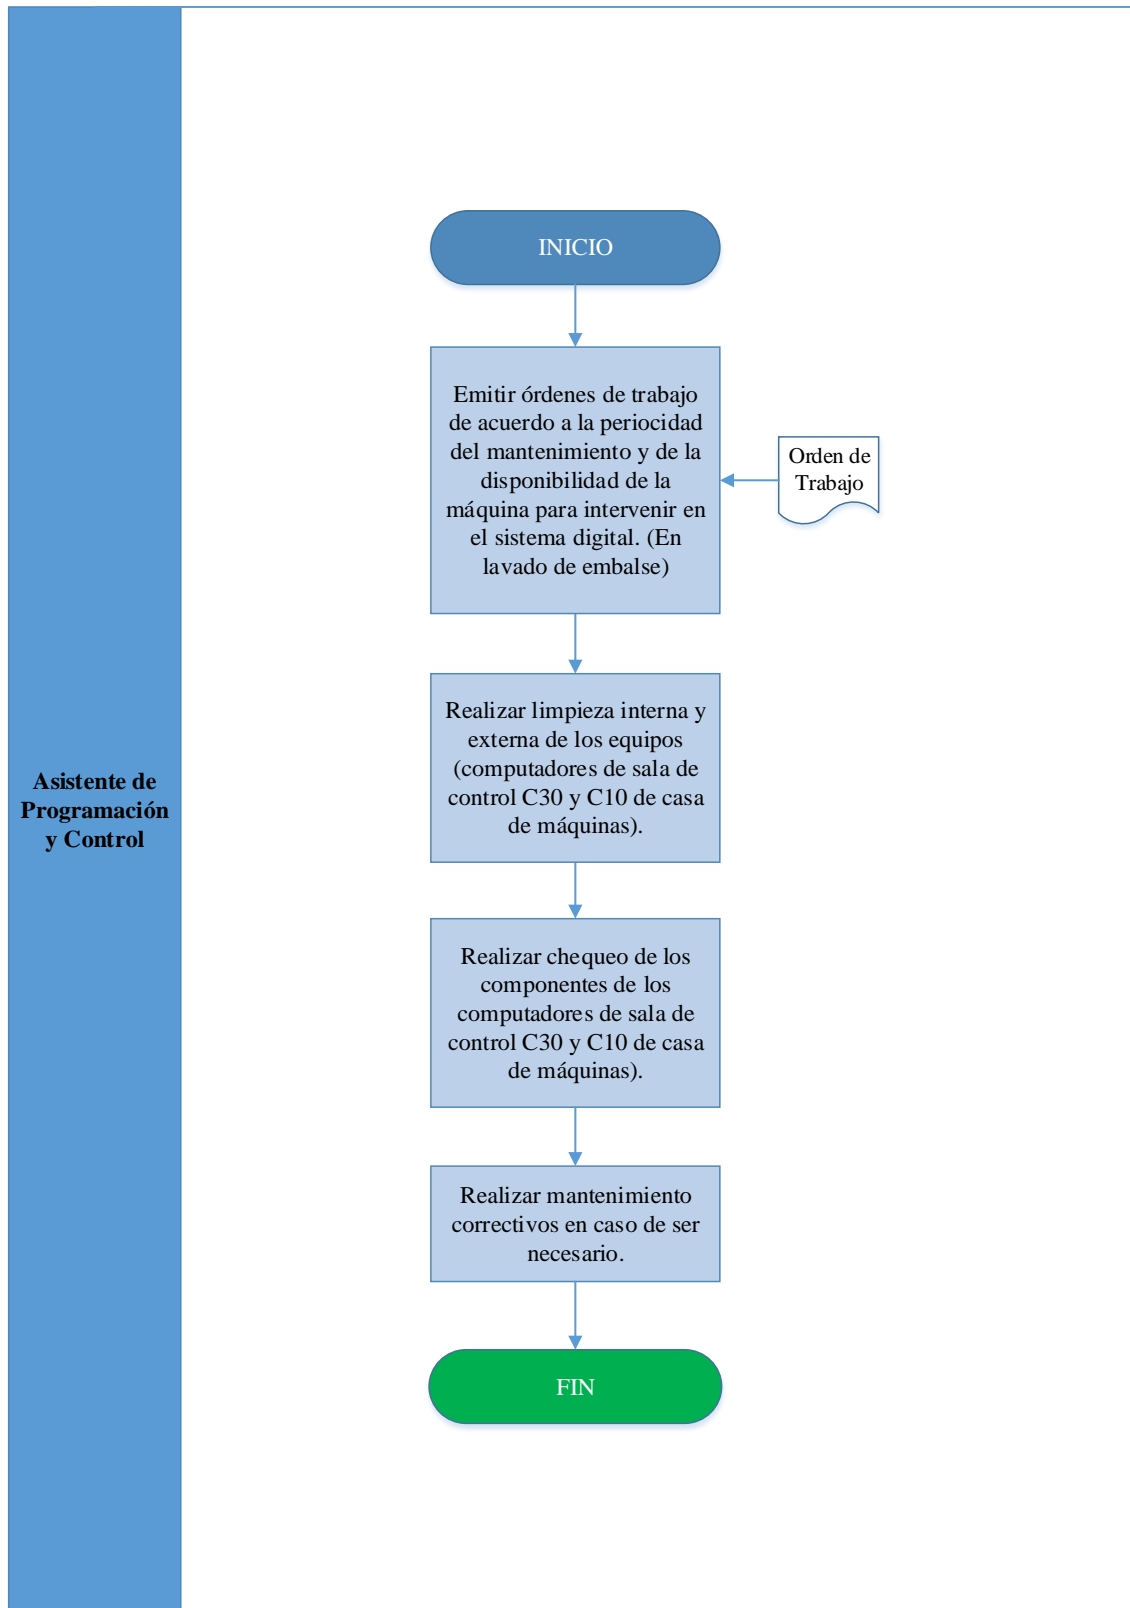 INICIO
Emitir órdenes de trabajo
de acuerdo a la periocidad
del mantenimiento y de la
disponibilidad de la
máquina para intervenir en
el sistema digital. (En
lavado de embalse)
Orden de
Trabajo
Realizar limpieza interna y
externa de los equipos
(computadores de sala de
control C30 y C10 de casa
de máquinas).
Asistente de
Programación
y Control
Realizar chequeo de los
componentes de los
computadores de sala de
control C30 y C10 de casa
de máquinas).
Realizar mantenimiento
correctivos en caso de ser
necesario.
FIN